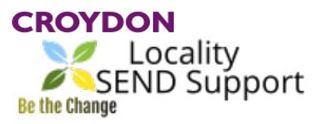 CROYDON
Locality
SEND Support
Be the Change